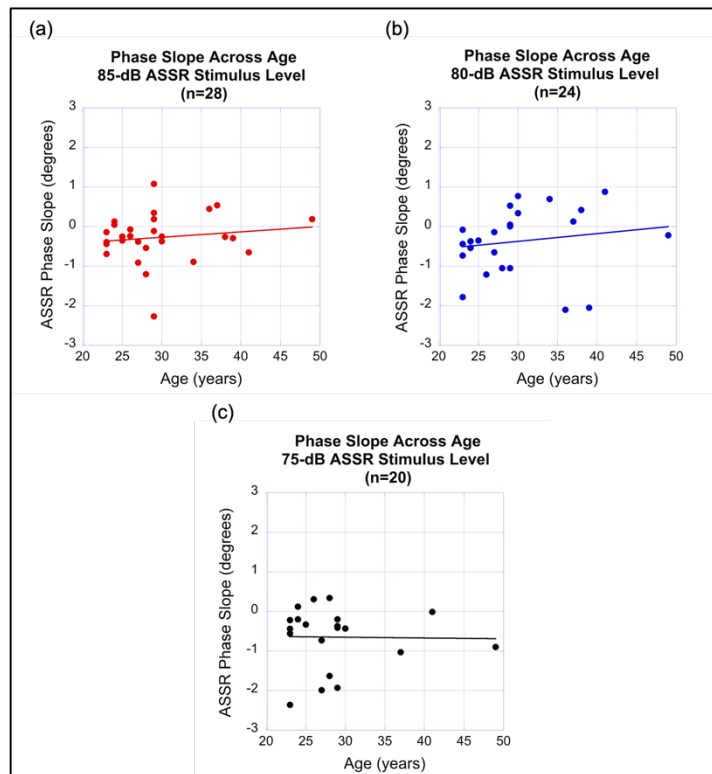 (a)
Phase Slope Across Age
85-dB ASSR Stimulus Level
(n=28)
3
2
1
0
-1
-2
-3
ASSR Phase Slope (degrees)
20 25 30 35 40 45 50
Age (years)
(b)
Phase Slope Across Age
80-dB ASSR Stimulus Level
(n=24)
3
2
1
0
-1
-2
-3
ASSR Phase Slope (degrees)
20 25 30 35 40 45 50
Age (years)
(c)
Phase Slope Across Age
75-dB ASSR Stimulus Level
(n=20)
3
2
1
0
-1
-2
-3
ASSR Phase Slope (degrees)
20 25 30 35 40 45 50
Age (years)